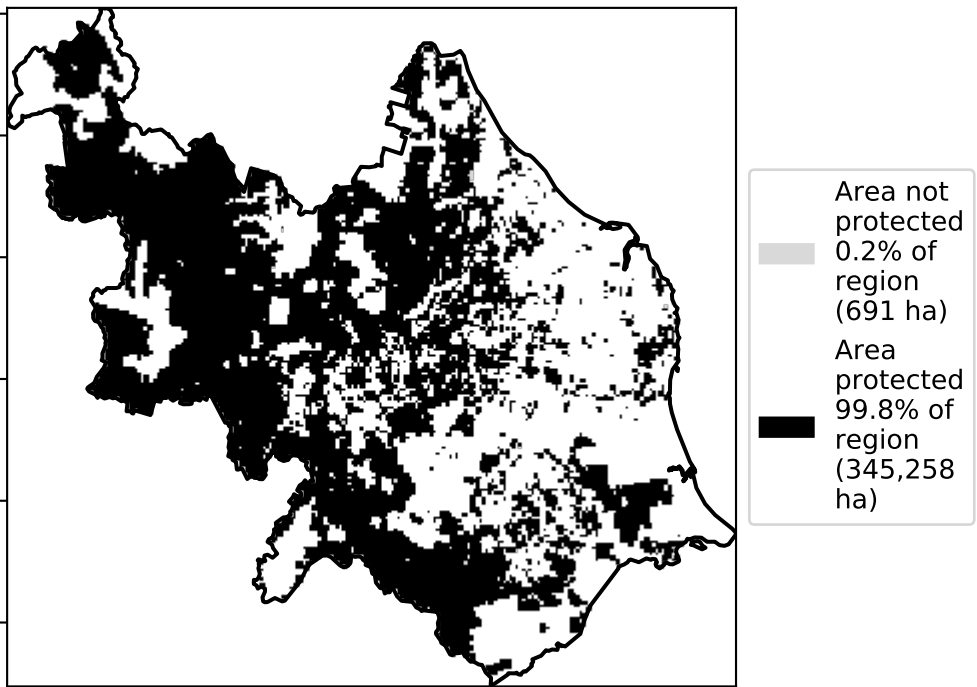 Area not
protected
0.2% of
region
(691 ha)
Area
protected
99.8% of
region
(345,258
ha)